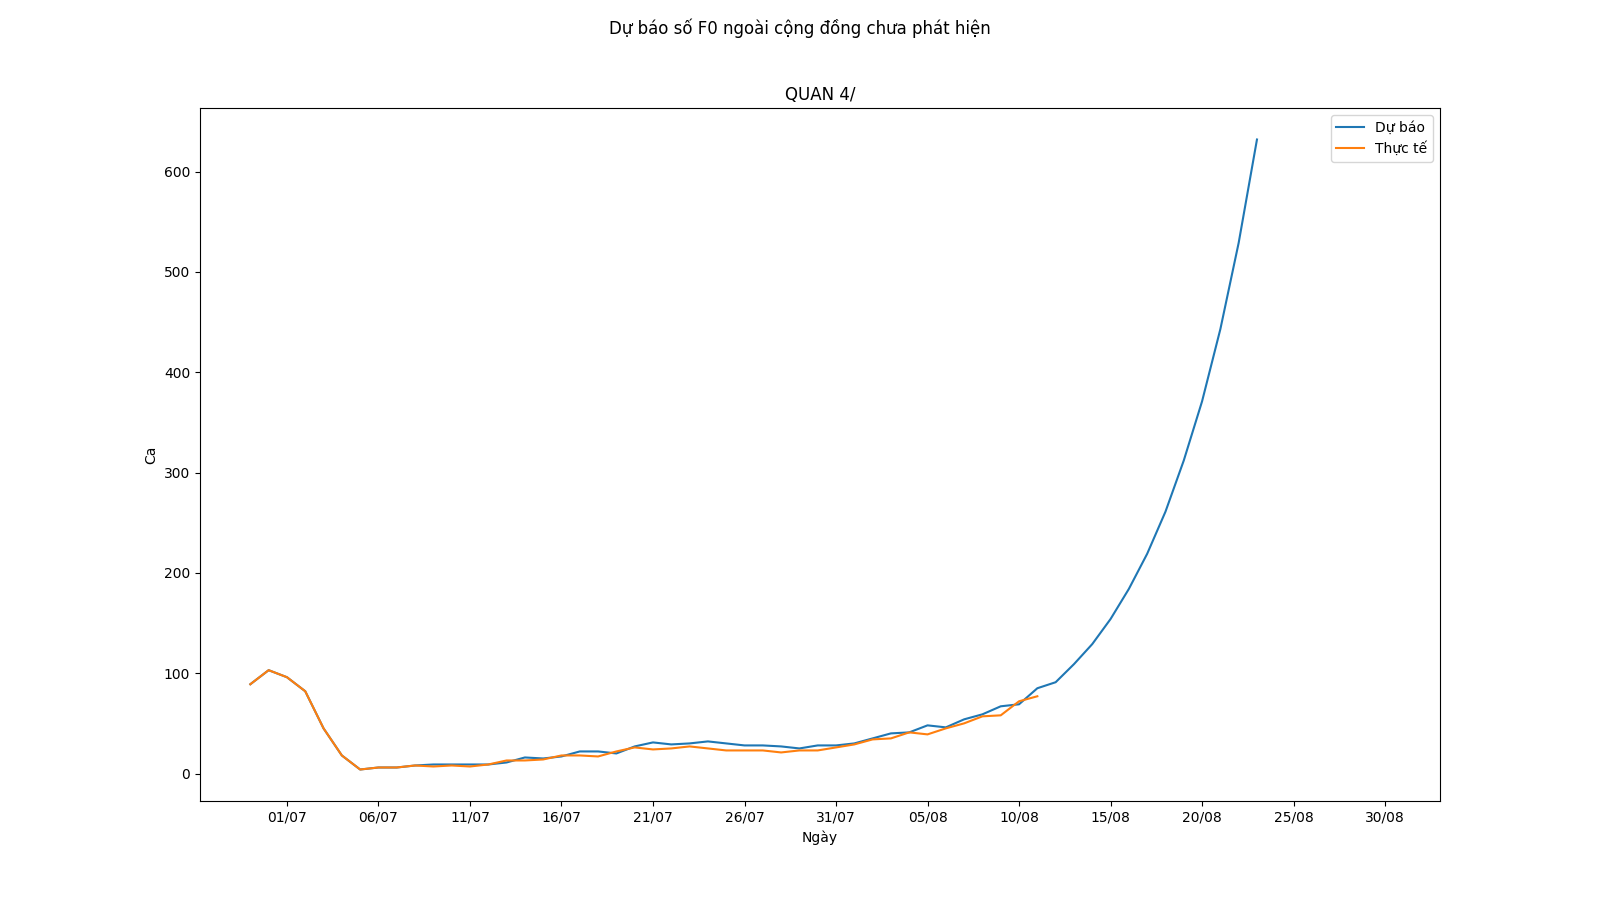 Dự báo số F0 ngoài cộng đồng chưa phát hiện
QUAN 4/
Dự báo
Thực tế
600
500
400
300
200
100
0
Ca
01/07 06/07 11/07 16/07 21/07 26/07 31/07 05/08 10/08 15/08 20/08 25/08 30/08
Ngày